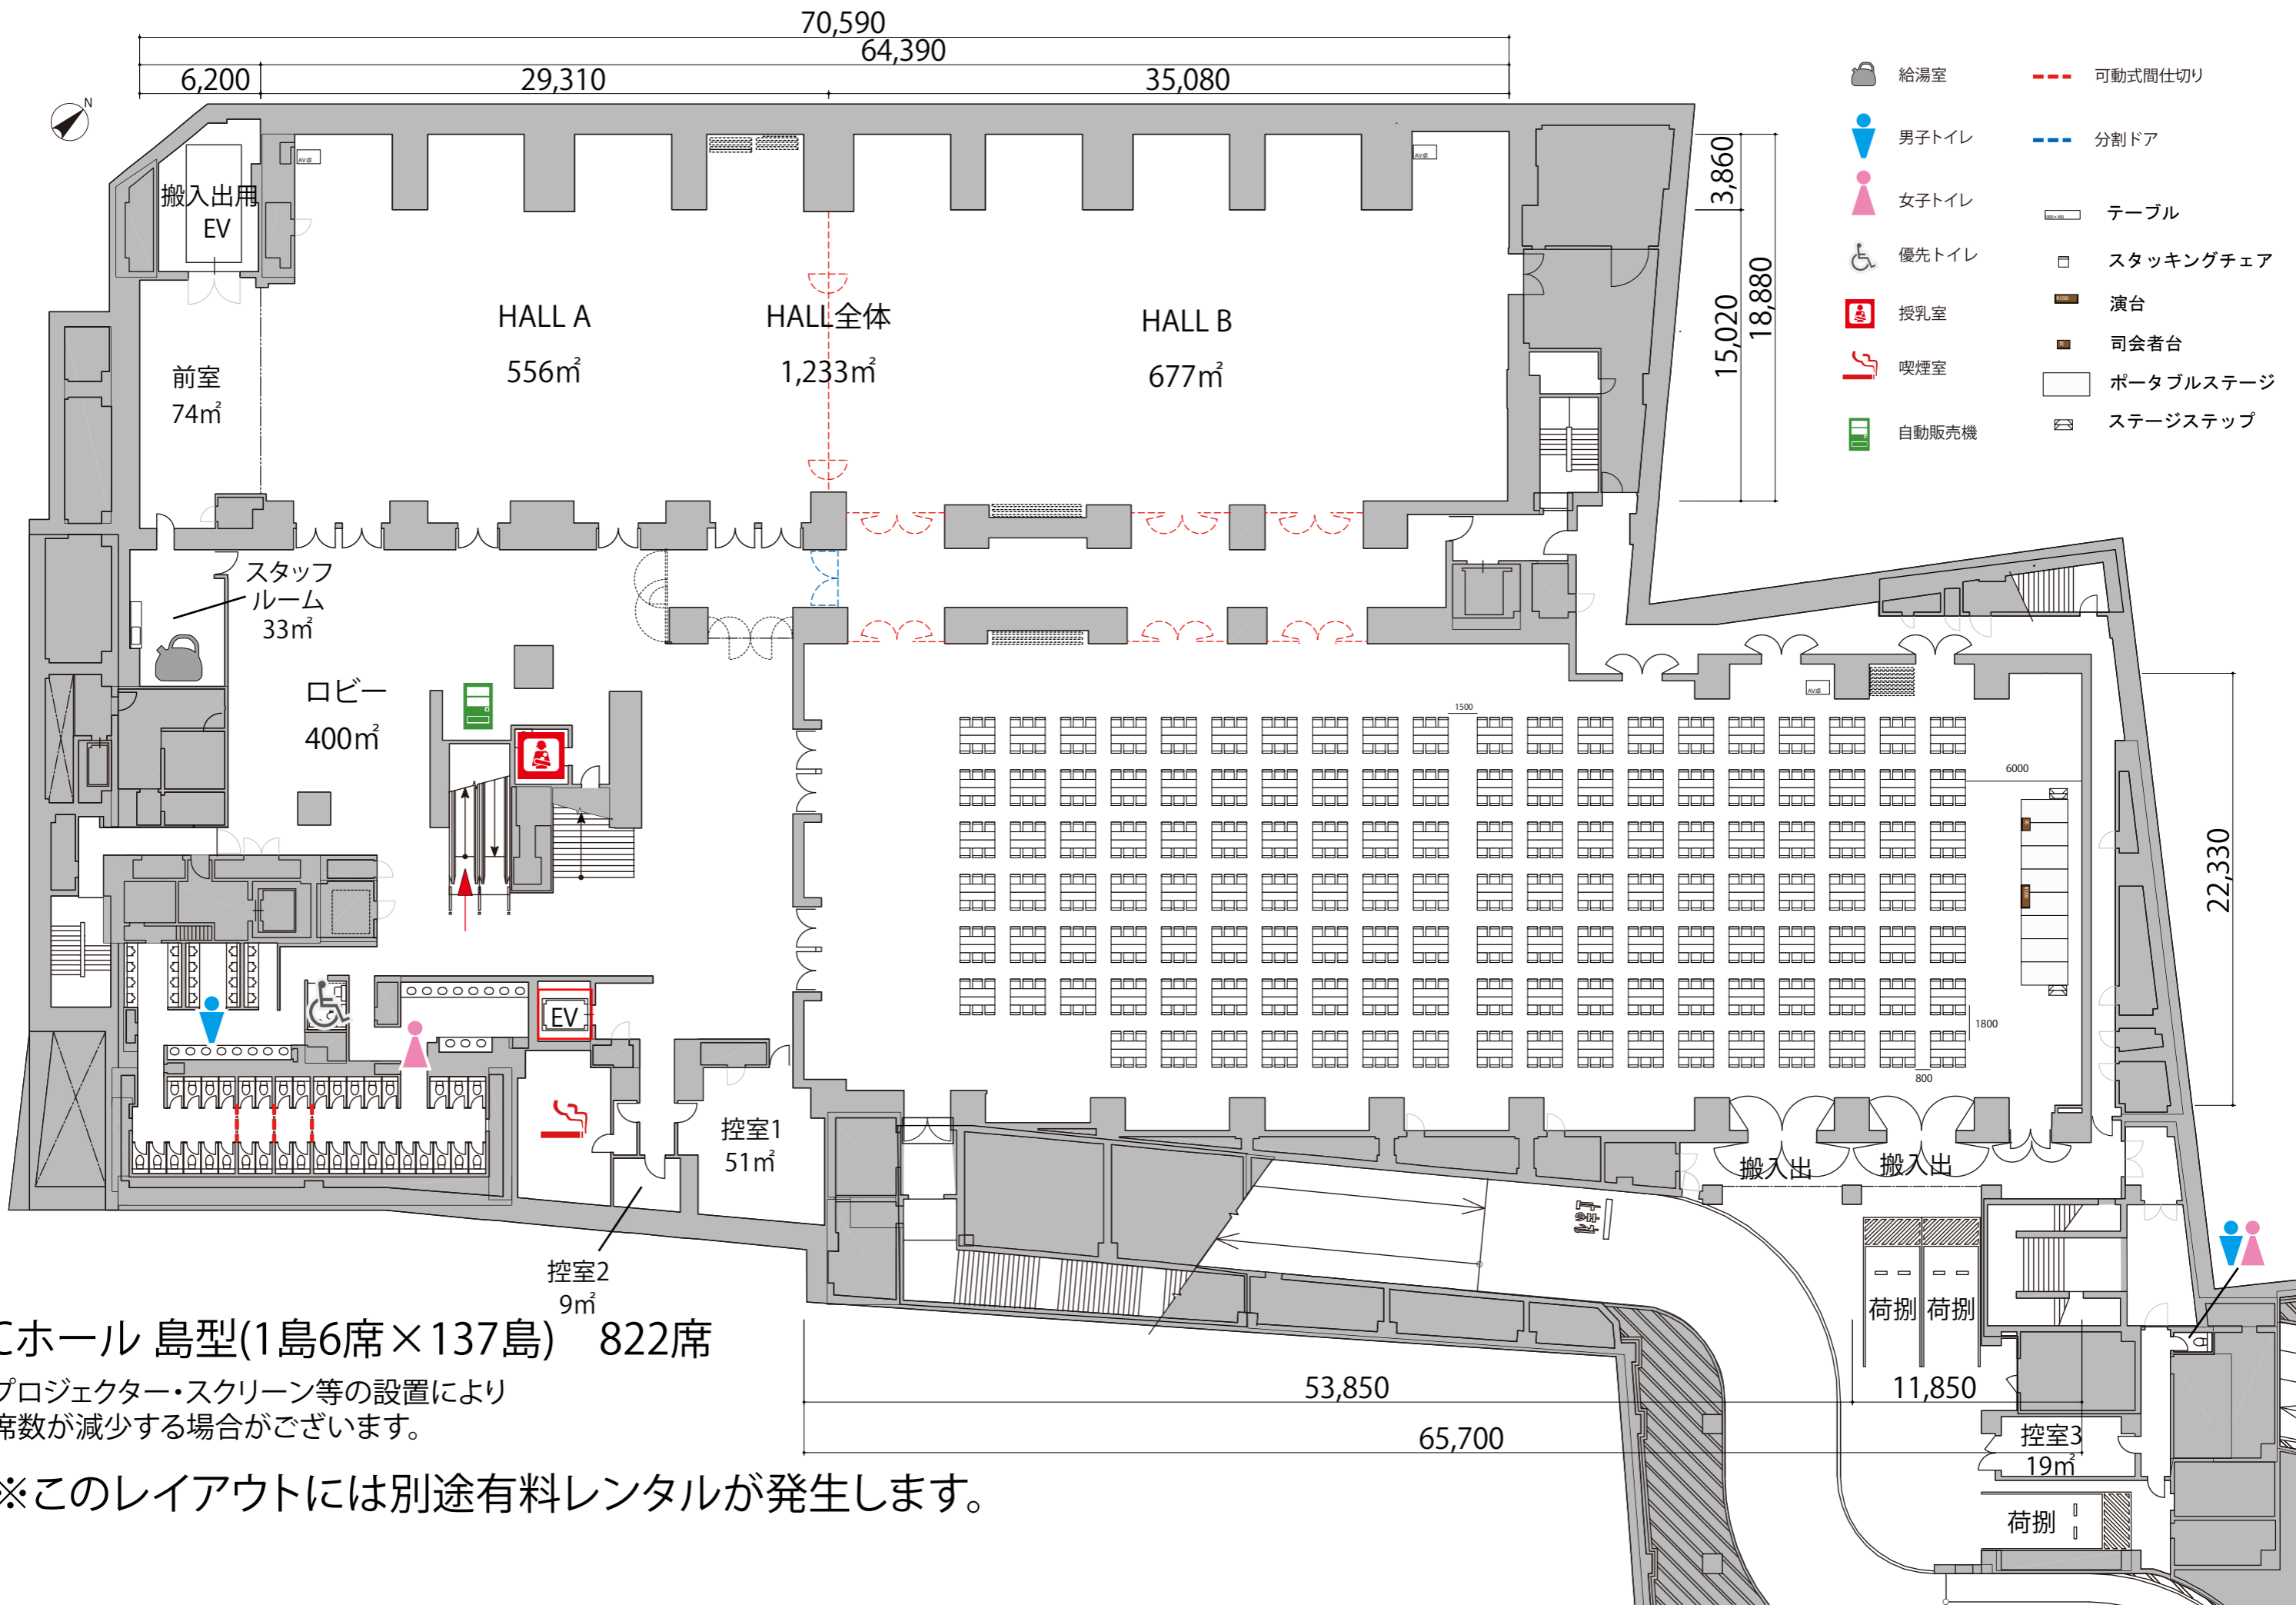 70,590
64,390
6,200
29,310
35,080
N
給湯室
可動式間仕切り
男子トイレ
分割ドア
女子トイレ
テーブル
優先トイレ
スタッキングチェア
授乳室
演台
司会者台
喫煙室
ポータブルステージ
自動販売機
ステージステップ
3,860
15,020
18,880
搬入出用
EV
AV卓
AV卓
HALL A
556㎡
HALL全体
1,233㎡
HALL B
677㎡
前室
74㎡
スタッフ
ルーム
33㎡
ロビー
400㎡
AV卓
1500
6000
22,330
1800
800
EV
控室1
51㎡
控室2
9㎡
搬入出
搬入出
荷捌
荷捌
Cホール 島型(1島6席×137島)　822席
プロジェクター・スクリーン等の設置により
席数が減少する場合がございます。
※このレイアウトには別途有料レンタルが発生します。
53,850
11,850
65,700
控室3
19㎡
荷捌